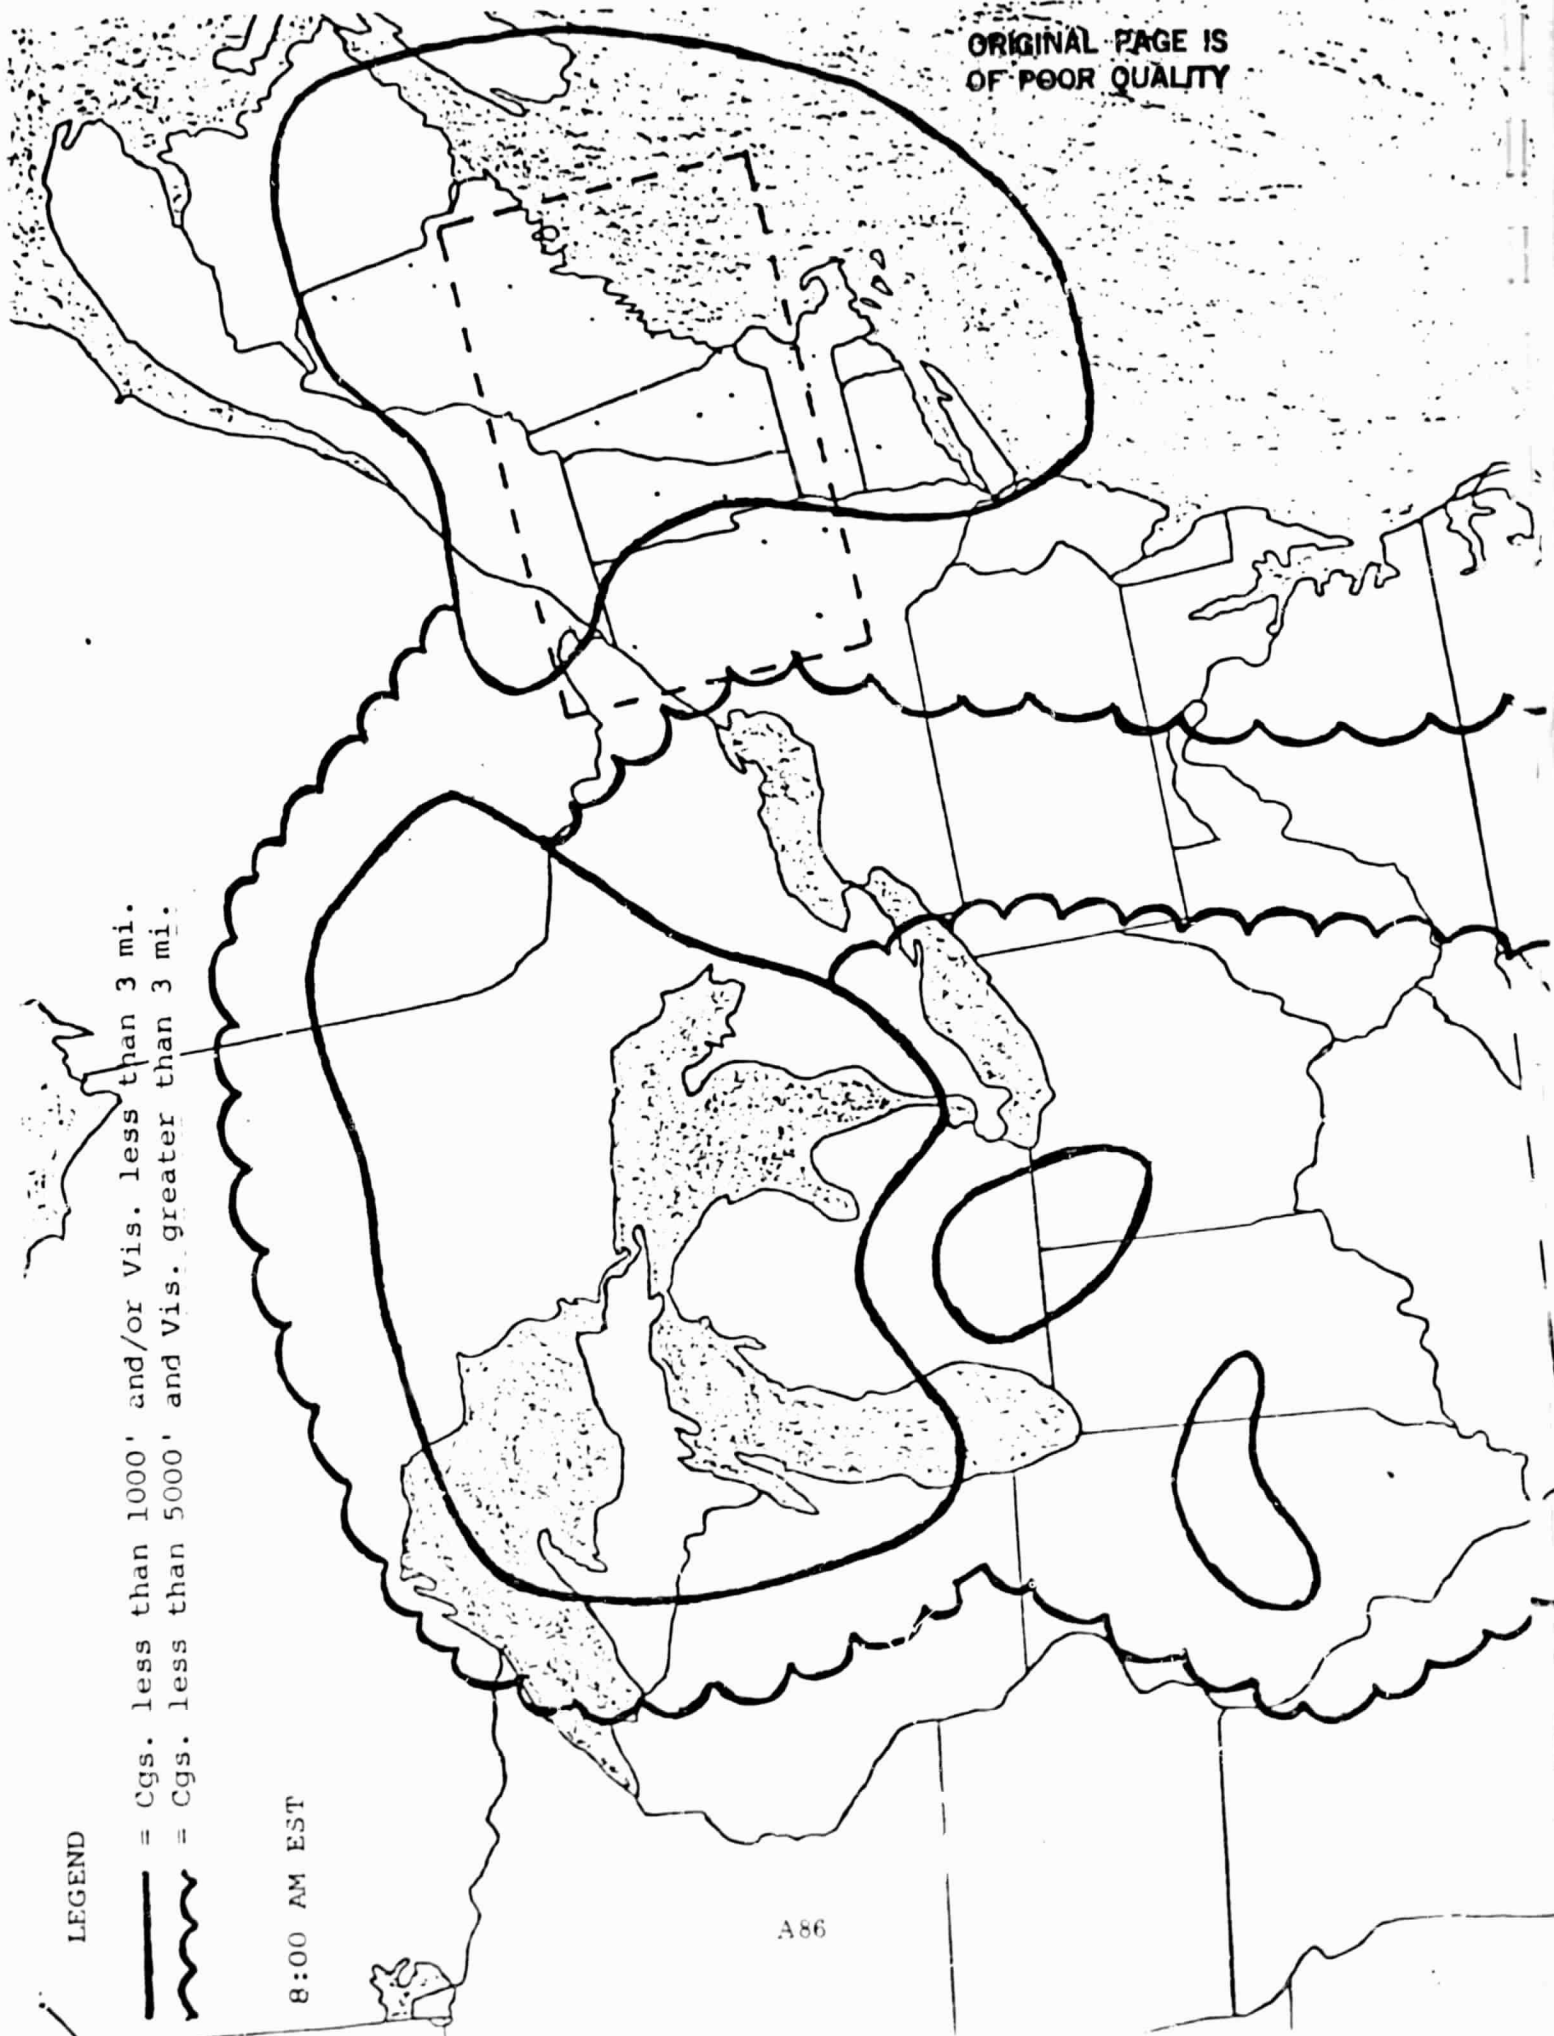 ORIGINAL PAGE IS
OF POOR QUALITY
LEGEND
= Cgs. less than 1000' and/or Vis. less than 3 mi.
= Cgs. less than 5000' and Vis. greater than 3 mi.
8:00 AM EST
A86